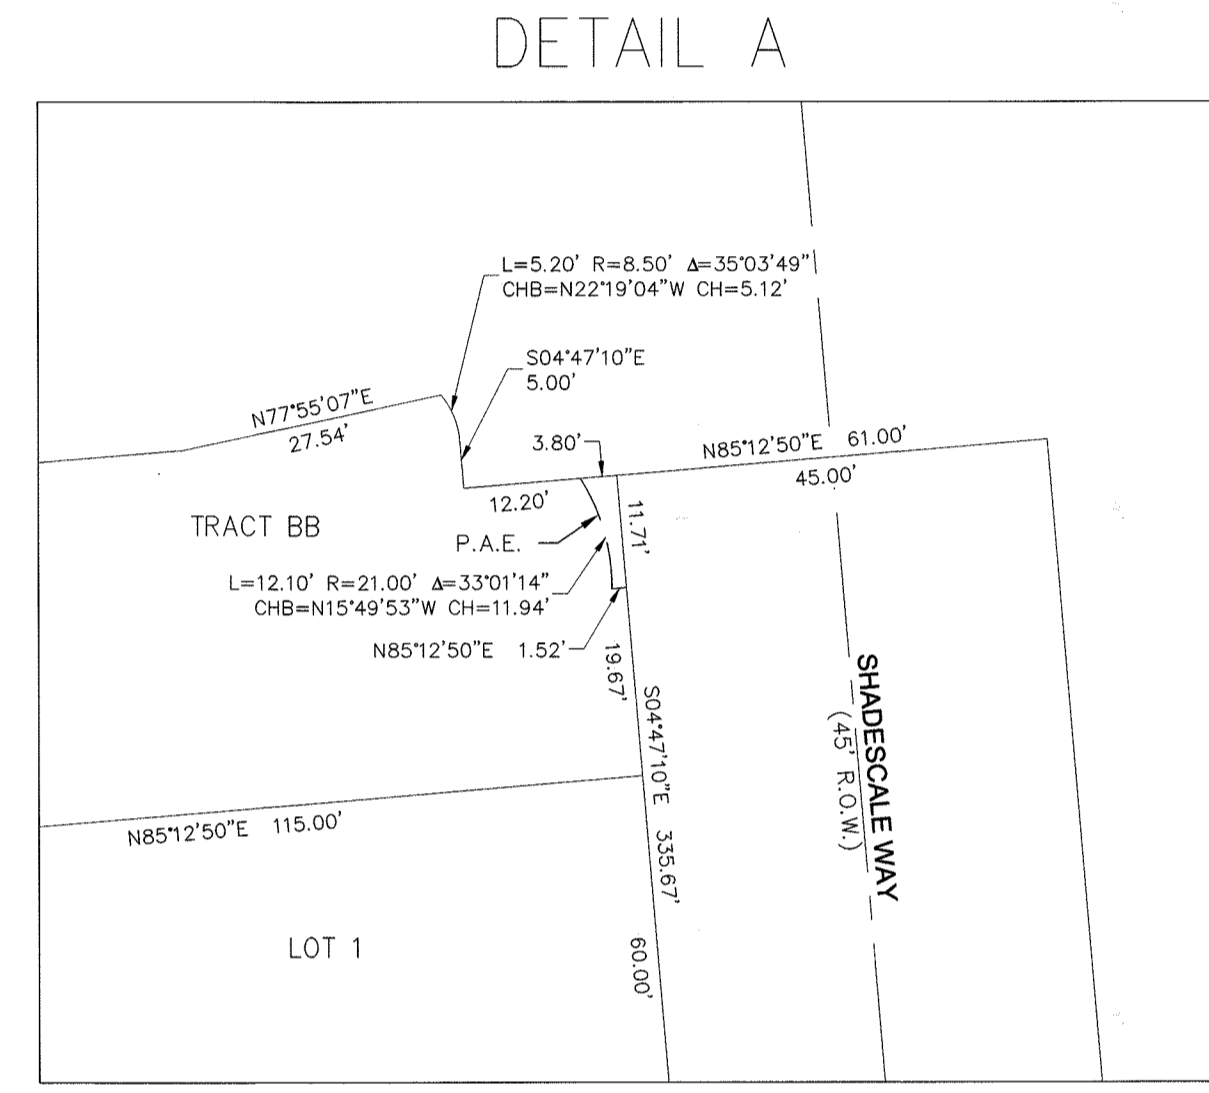 DETAIL A
L=5.20' R=8.50' Δ=35°03'49"
CHB=N22°19'04"W CH=5.12'
S04°47'10"E
5.00'
N77°55'07"E
27.54'
3.80'
N85°12'50"E 61.00'
45.00'
12.20'
11.71'
TRACT BB
P.A.E.
L=12.10' R=21.00' Δ=33°01'14"
CHB=N15°49'53"W CH=11.94'
N85°12'50"E 1.52'
19.67'
S04°47'10"E 335.67'
SHADESCALE WAY
(45' R.O.W.)
N85°12'50"E 115.00'
LOT 1
60.00'